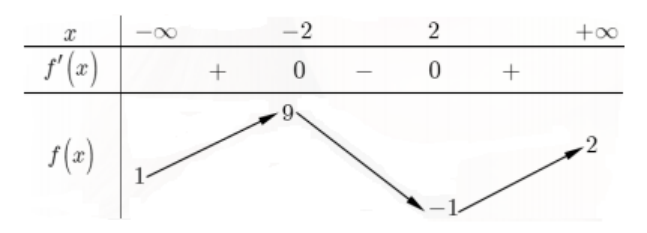 x −∞ −2 2 +∞
f′(x) + 0 − 0 +
f(x) 1 9 −1 2